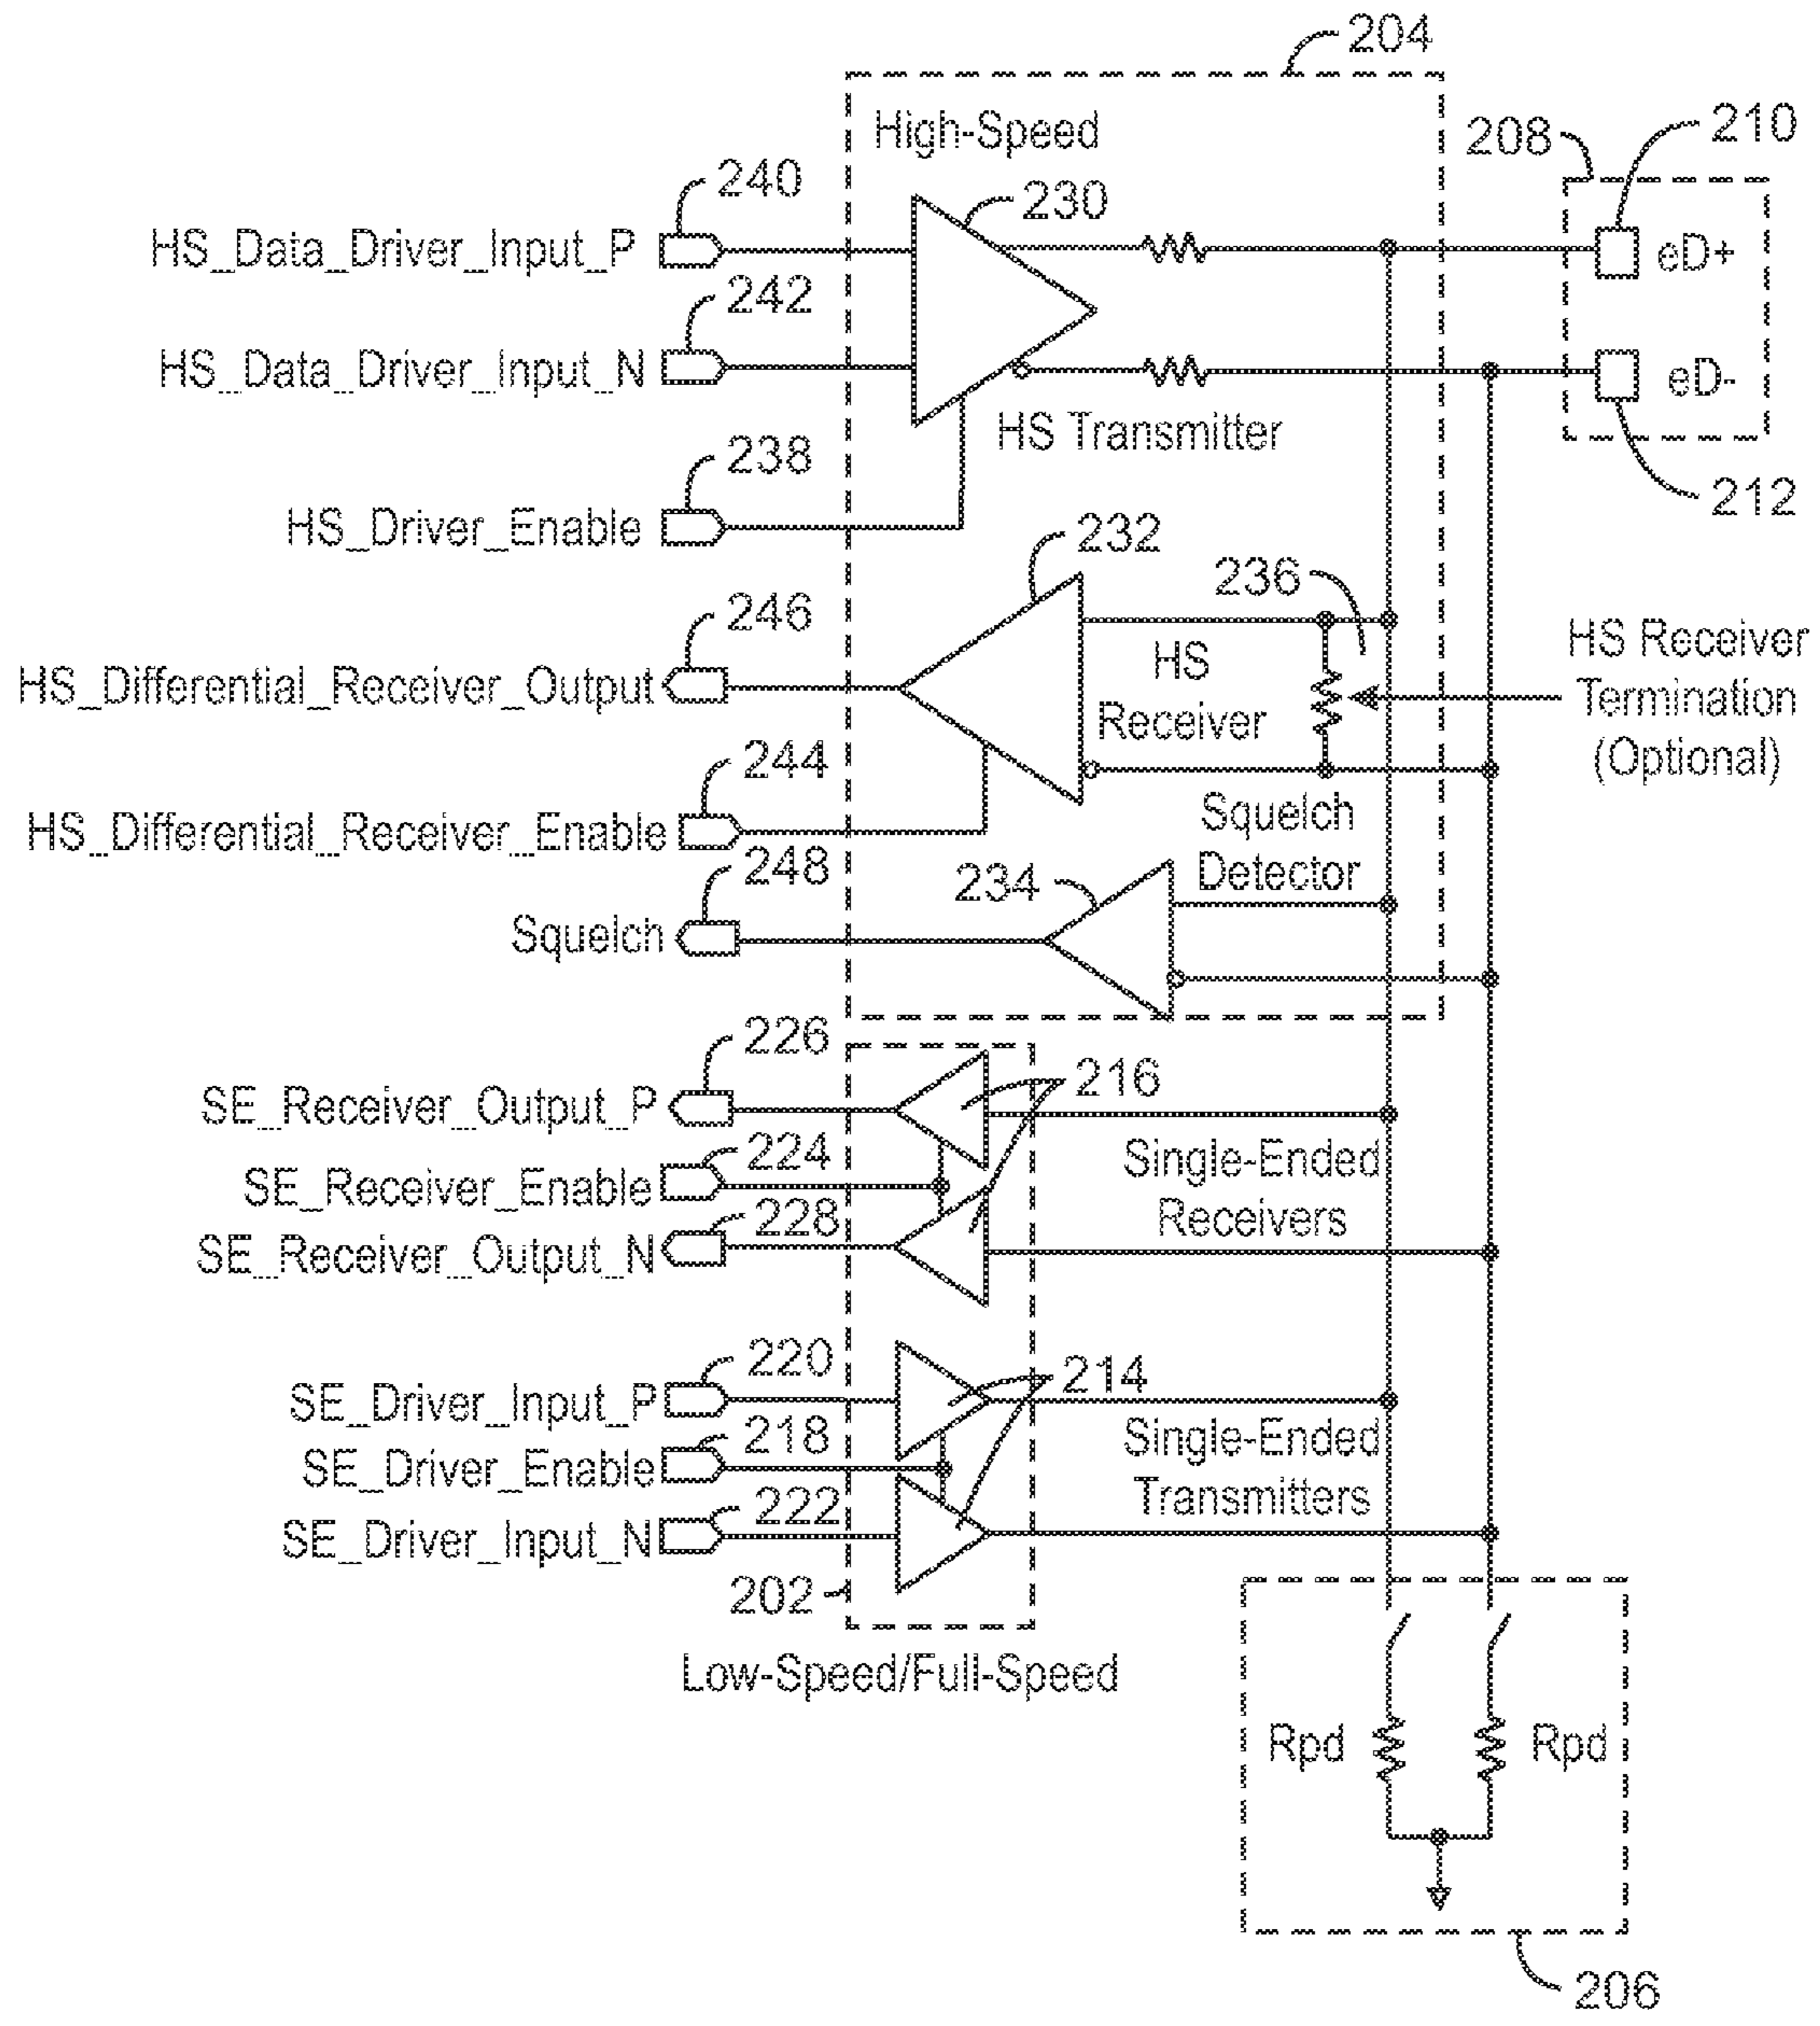 204
High-Speed
208
210
240
230
HS_Data_Driver_Input_P
eD+
242
HS_Data_Driver_Input_N
eD-
HS Transmitter
238
212
HS_Driver_Enable
232
236
246
HS Receiver
Termination
(Optional)
HS
Receiver
HS_Differential_Receiver_Output
244
HS_Differential_Receiver_Enable
Squelch
Detector
248
234
Squelch
226
216
SE_Receiver_Output_P
224
Single-Ended
Receivers
SE_Receiver_Enable
228
SE_Receiver_Output_N
220
214
SE_Driver_Input_P
218
Single-Ended
Transmitters
SE_Driver_Enable
222
SE_Driver_Input_N
202
Low-Speed/Full-Speed
Rpd
Rpd
206